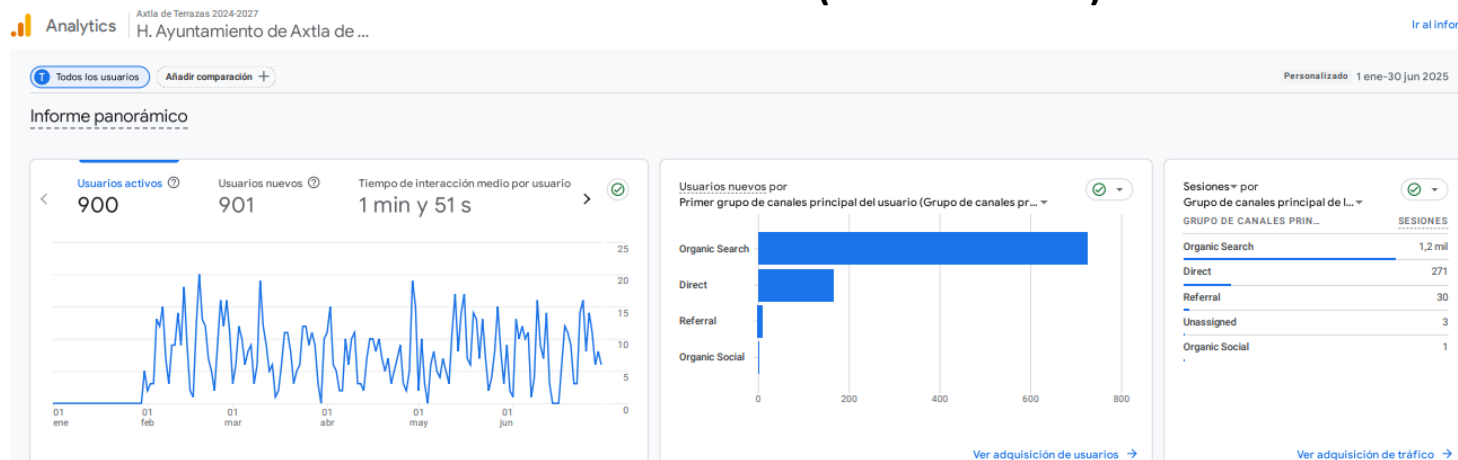 Axtla de Terrazas 2024-2027
Analytics
H. Ayuntamiento de Axtla de ...
Ir al infor
T Todos los usuarios
Añadir comparación +
Personalizado 1 ene-30 jun 2025
Informe panorámico
Usuarios activos
900
Usuarios nuevos
901
Tiempo de interacción medio por usuario
1 min y 51 s
25
20
15
10
5
0
01 ene
01 feb
01 mar
01 abr
01 may
01 jun
Usuarios nuevos por
Primer grupo de canales principal del usuario (Grupo de canales pr...
Organic Search
Direct
Referral
Organic Social
0 200 400 600 800
Ver adquisición de usuarios →
Sesiones por
Grupo de canales principal de l...
GRUPO DE CANALES PRIN... SESIONES
Organic Search 1,2 mil
Direct 271
Referral 30
Unassigned 3
Organic Social 1
Ver adquisición de tráfico →